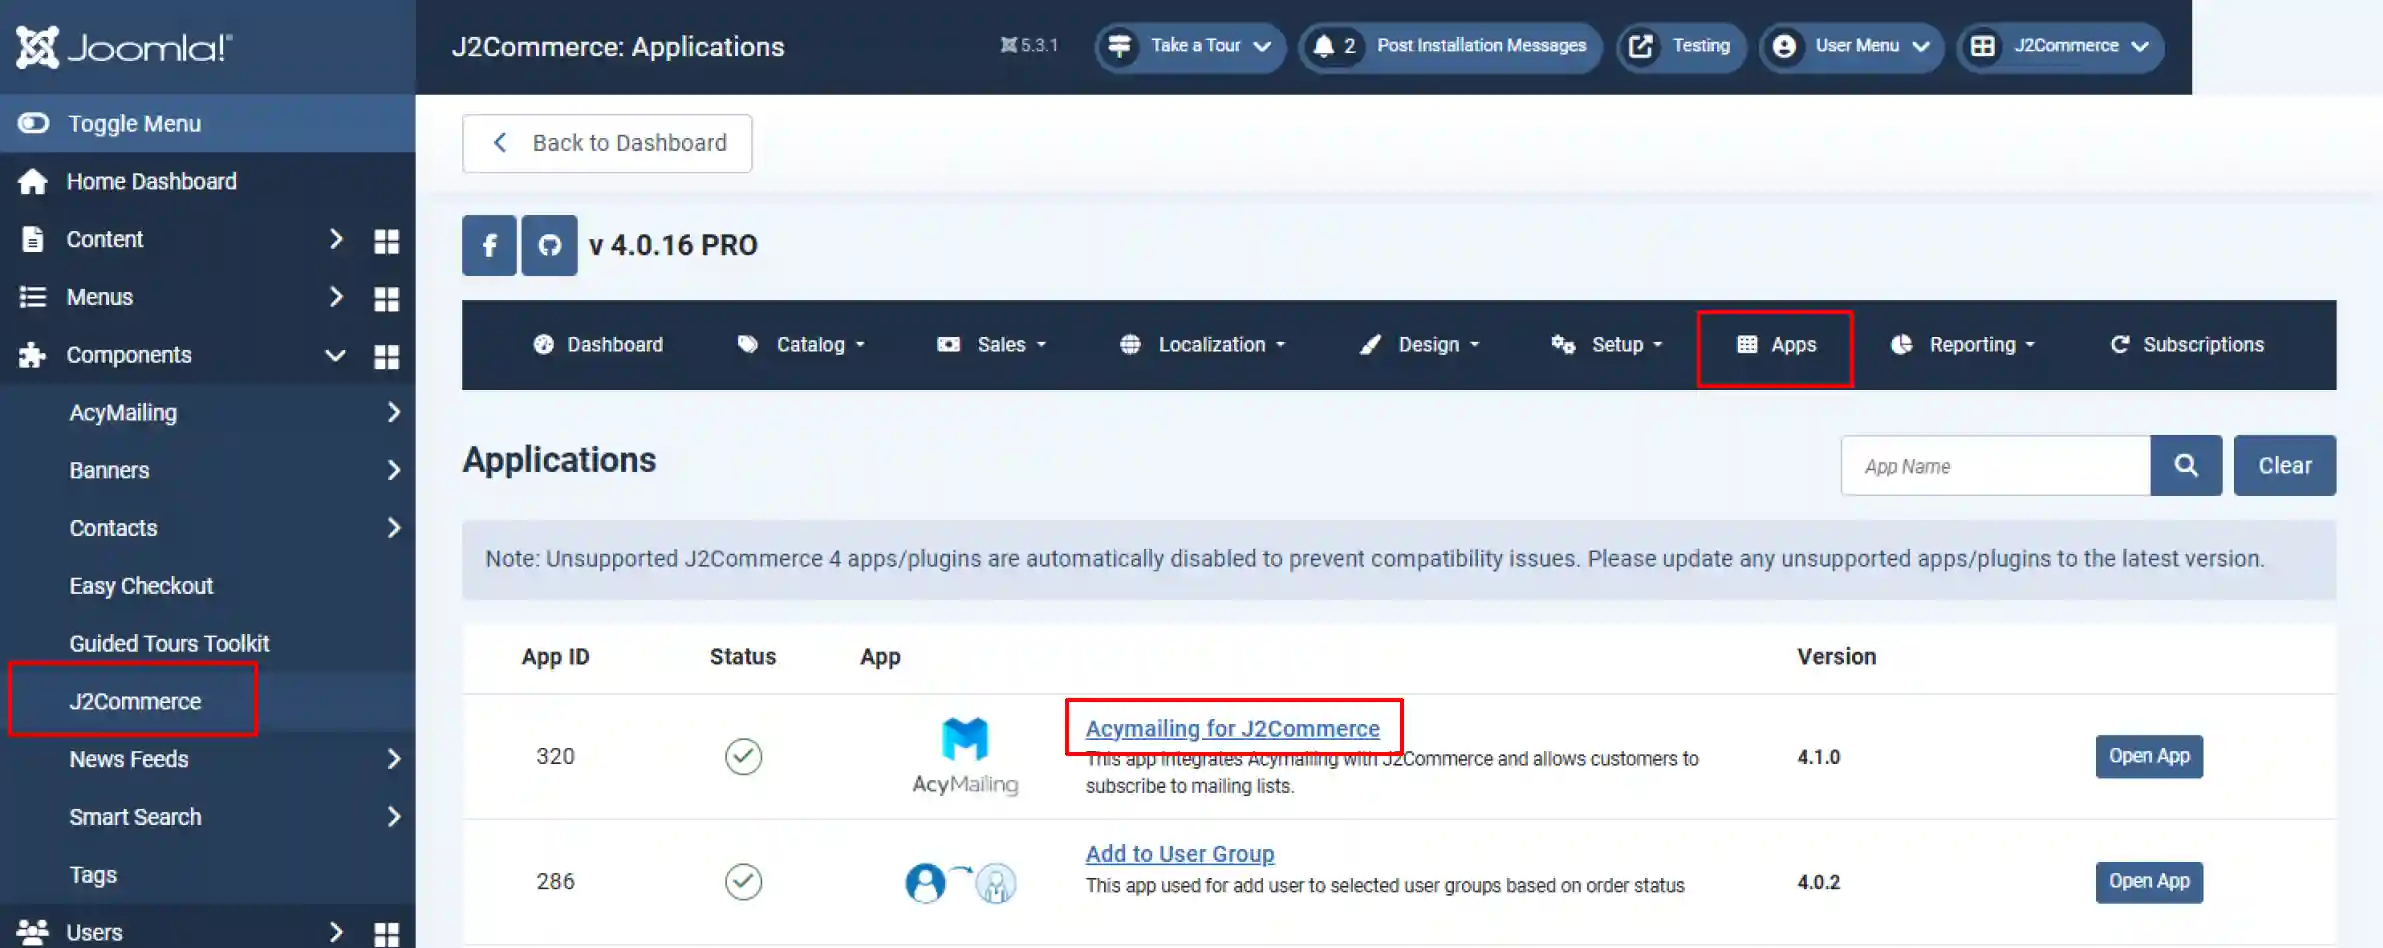 Joomla!
J2Commerce: Applications
5.3.1
Take a Tour
2
Post Installation Messages
Testing
User Menu
J2Commerce
Toggle Menu
Home Dashboard
Content
Menus
Components
AcyMailing
Banners
Contacts
Easy Checkout
Guided Tours Toolkit
J2Commerce
News Feeds
Smart Search
Tags
Users
Back to Dashboard
v 4.0.16 PRO
Dashboard
Catalog
Sales
Localization
Design
Setup
Apps
Reporting
Subscriptions
Applications
App Name
Clear
Note: Unsupported J2Commerce 4 apps/plugins are automatically disabled to prevent compatibility issues. Please update any unsupported apps/plugins to the latest version.
App ID
Status
App
Version
320
AcyMailing
Acymailing for J2Commerce
This app integrates Acymailing with J2Commerce and allows customers to
subscribe to mailing lists.
4.1.0
Open App
286
Add to User Group
This app used for add user to selected user groups based on order status
4.0.2
Open App